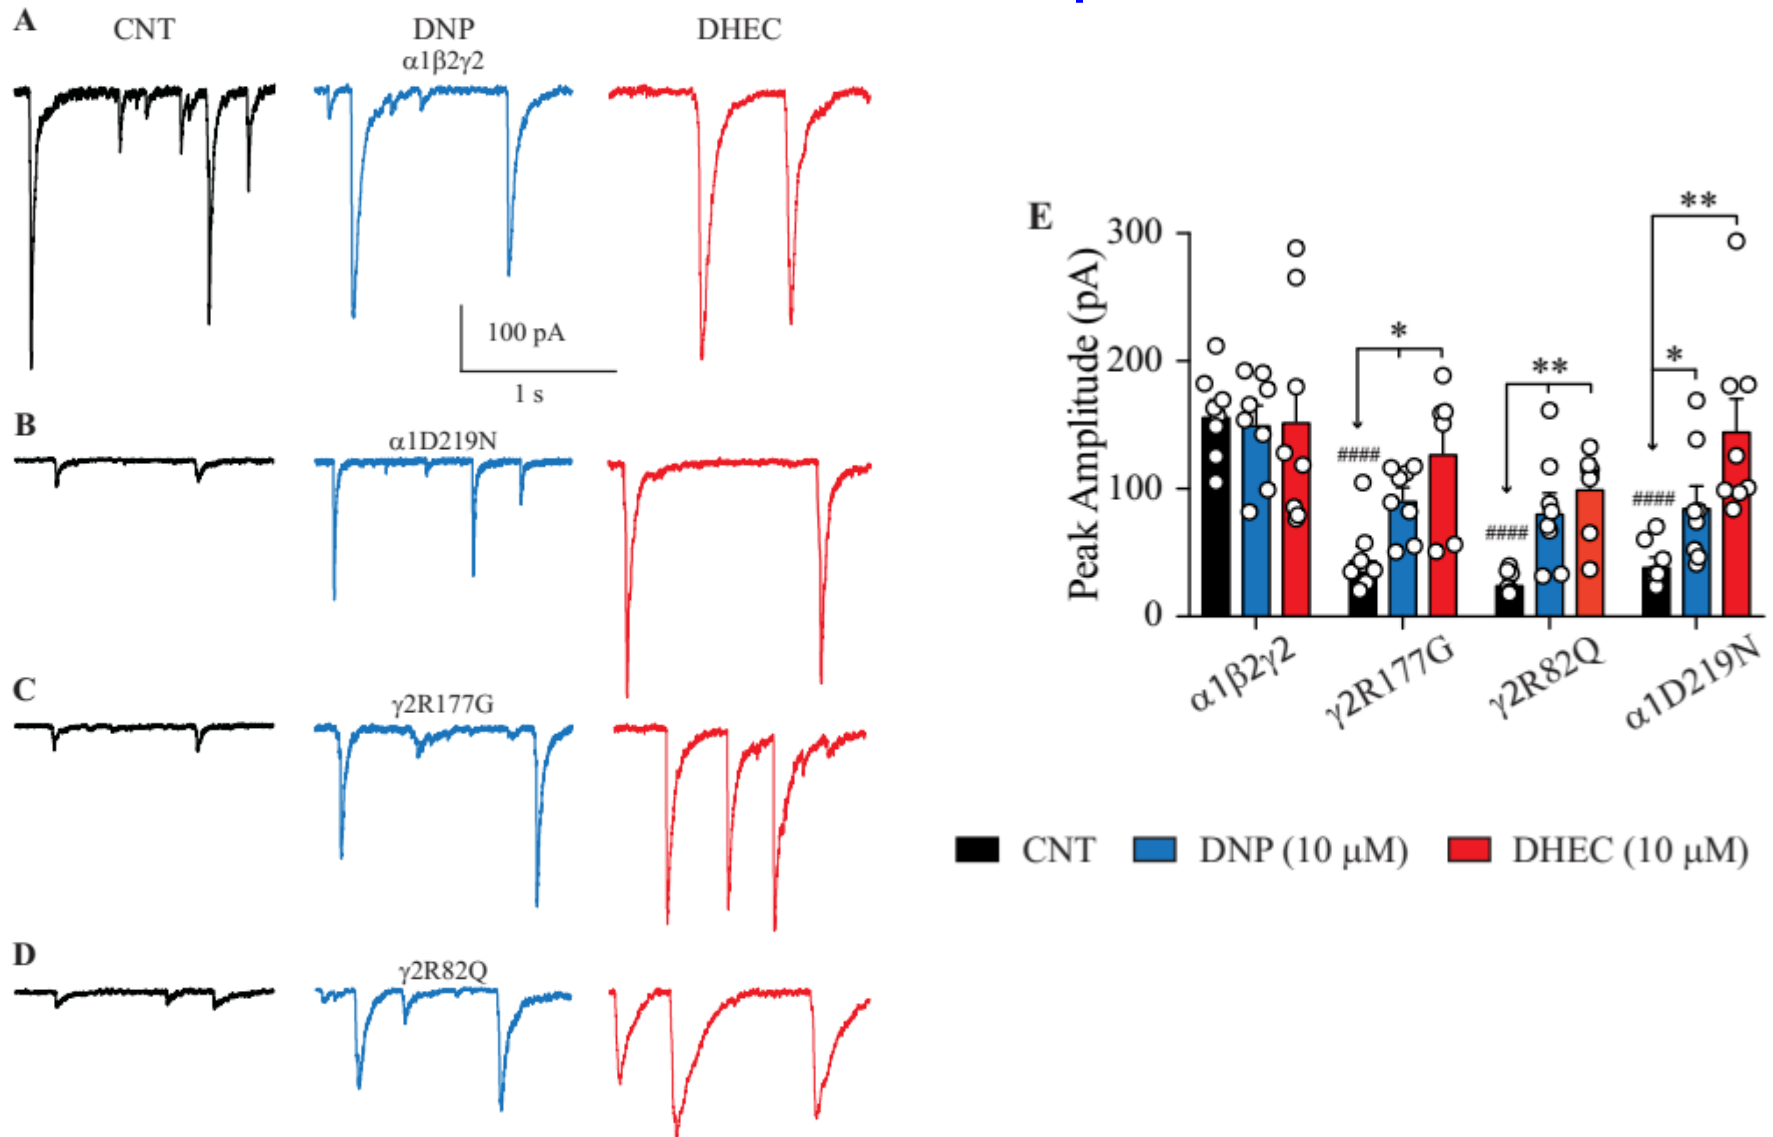 A
CNT
DNP
DHEC
α1β2γ2
100 pA
1 s
B
α1D219N
C
γ2R177G
D
γ2R82Q
E
Peak Amplitude (pA)
300
200
100
0
####
*
####
**
####
*
**
α1β2γ2
γ2R177G
γ2R82Q
α1D219N
CNT
DNP (10 μM)
DHEC (10 μM)